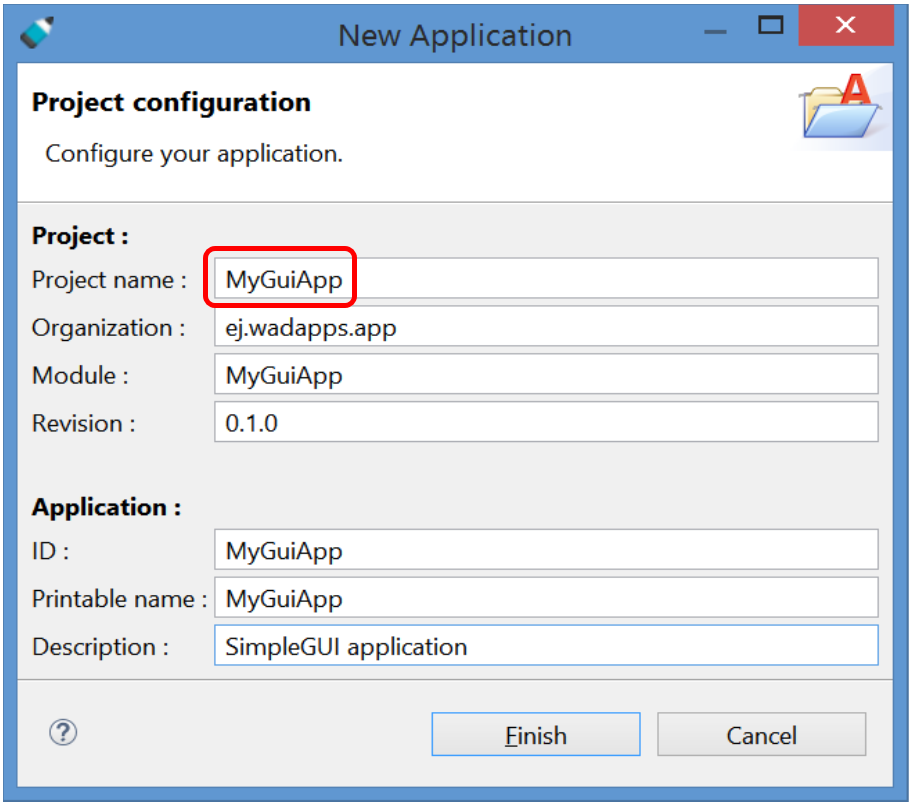 New Application
Project configuration
Configure your application.
Project :
Project name : MyGuiApp
Organization : ej.wadapps.app
Module : MyGuiApp
Revision : 0.1.0
Application :
ID : MyGuiApp
Printable name : MyGuiApp
Description : SimpleGUI application
? Finish Cancel